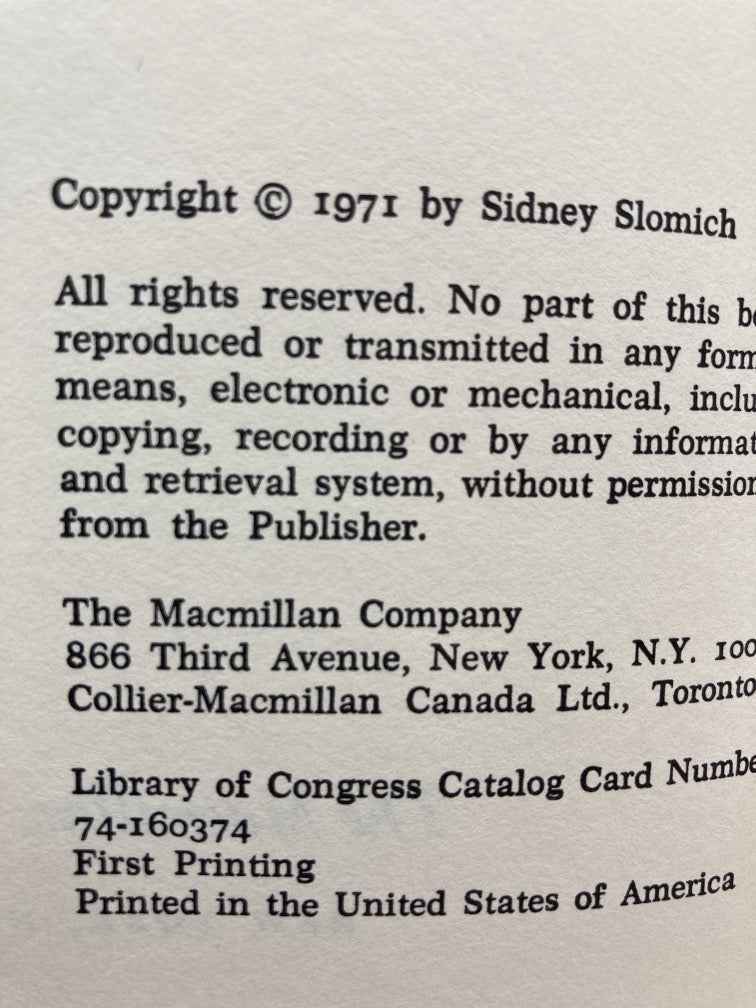 Copyright © 1971 by Sidney Slomich
All rights reserved. No part of this
reproduced or transmitted in any form
means, electronic or mechanical,
copying, recording or by any
and retrieval system, without permission
from the Publisher.
The Macmillan Company
866 Third Avenue, New York, N.Y.
Collier-Macmillan Canada Ltd., Toronto
Library of Congress Catalog Card
74-160374
First Printing
Printed in the United States of America